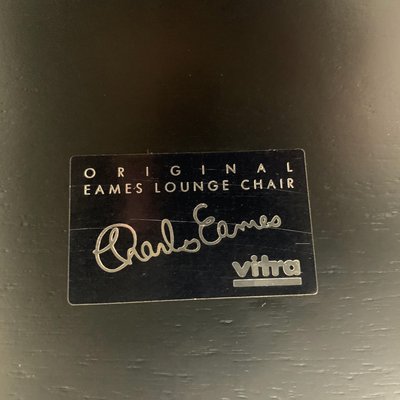 ORIGINAL
EAMES LOUNGE CHAIR
Charles Eames
vitra